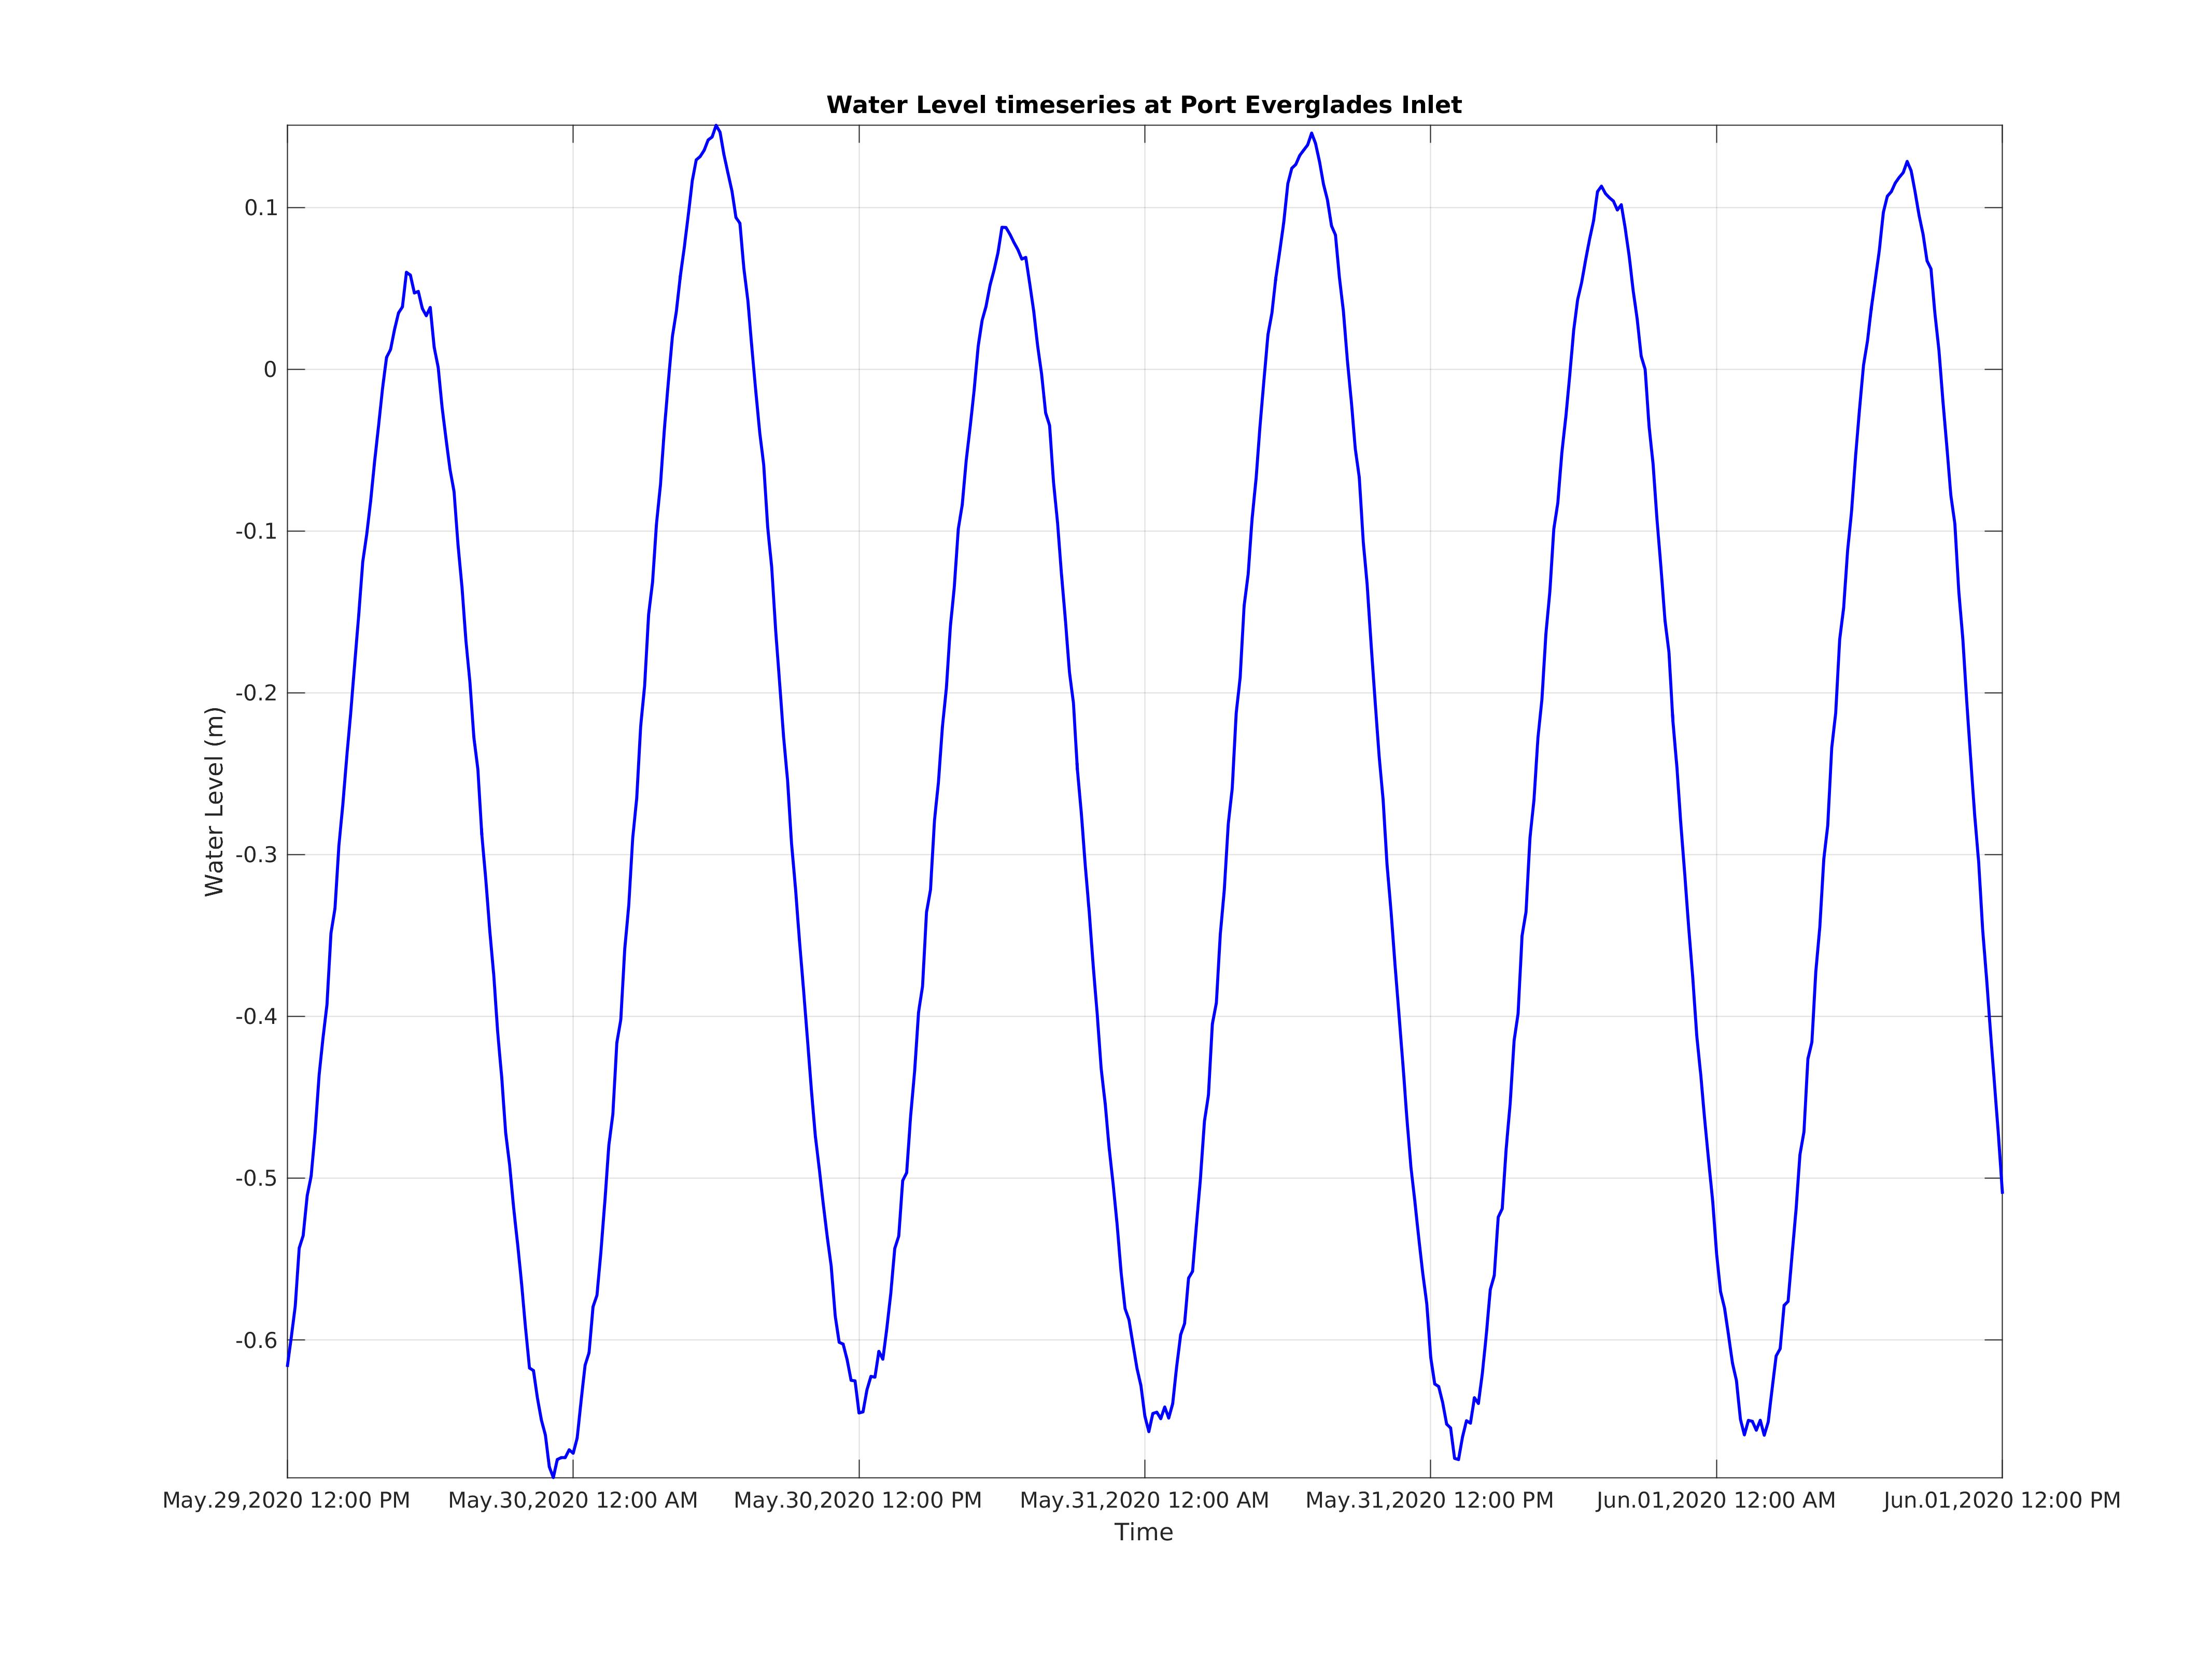 Water Level timeseries at Port Everglades Inlet
0.1
0
-0.1
-0.2
-0.3
-0.4
-0.5
-0.6
Water Level (m)
May.29,2020 12:00 PM
May.30,2020 12:00 AM
May.30,2020 12:00 PM
May.31,2020 12:00 AM
May.31,2020 12:00 PM
Jun.01,2020 12:00 AM
Jun.01,2020 12:00 PM
Time